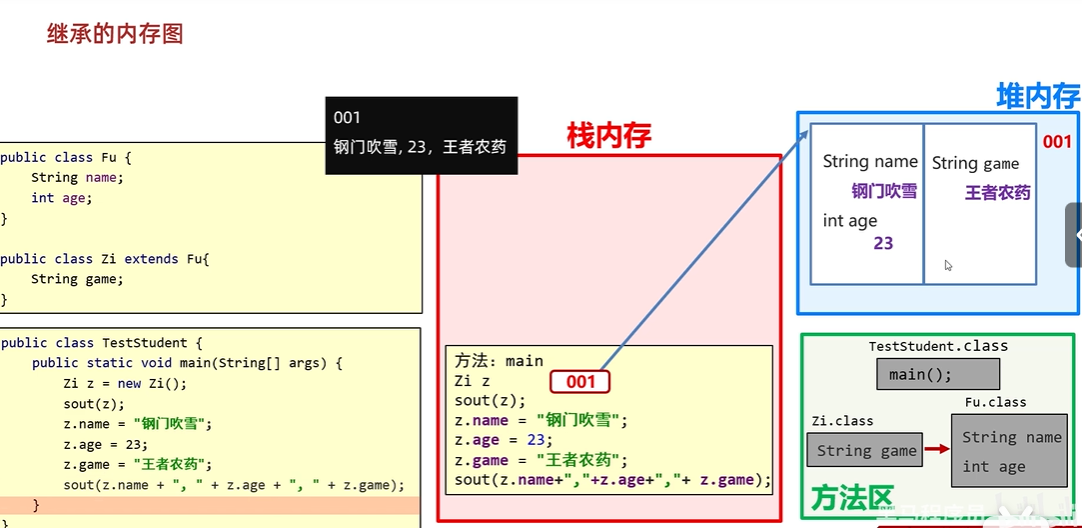 继承的内存图
public class Fu {
String name;
int age;
}
public class Zi extends Fu{
String game;
}
public class TestStudent {
public static void main(String[] args) {
Zi z = new Zi();
sout(z);
z.name = "钢门吹雪";
z.age = 23;
z.game = "王者农药";
sout(z.name + ", " + z.age + ", " + z.game);
}
}
001
钢门吹雪, 23，王者农药
栈内存
方法：main
Zi z
001
sout(z);
z.name = "钢门吹雪";
z.age = 23;
z.game = "王者农药";
sout(z.name+","+z.age+","+ z.game);
堆内存
001
String name
钢门吹雪
int age
23
String game
王者农药
TestStudent.class
main();
Fu.class
String name
int age
Zi.class
String game
方法区